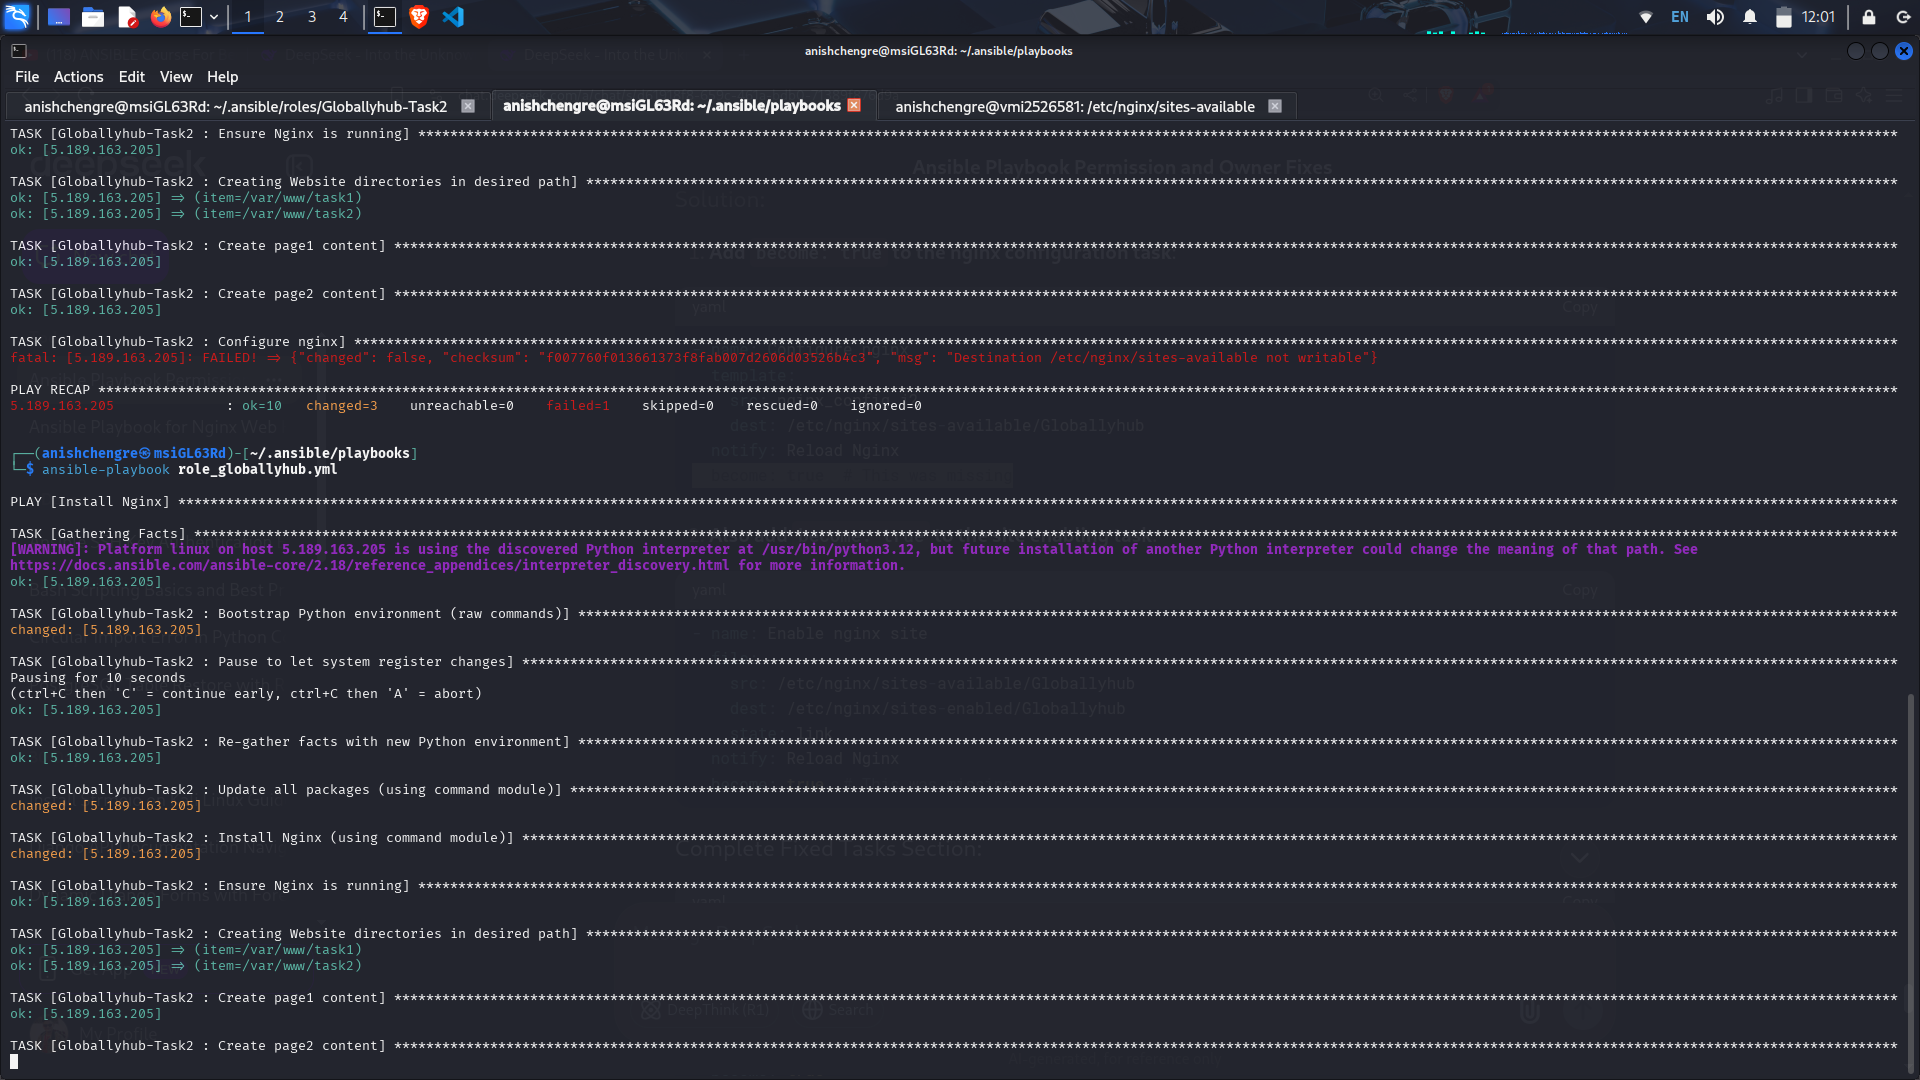 1
2
3
4
EN
12:01
anishchengre@msiGL63Rd: ~/.ansible/playbooks
File Actions Edit View Help
anishchengre@msiGL63Rd: ~/.ansible/roles/Globallyhub-Task2
anishchengre@msiGL63Rd: ~/.ansible/playbooks
anishchengre@vmi2526581: /etc/nginx/sites-available
TASK [Globallyhub-Task2 : Ensure Nginx is running] ****
ok: [5.189.163.205]
TASK [Globallyhub-Task2 : Creating Website directories in desired path] ****
ok: [5.189.163.205] => (item=/var/www/task1)
ok: [5.189.163.205] => (item=/var/www/task2)
TASK [Globallyhub-Task2 : Create page1 content] ****
ok: [5.189.163.205]
TASK [Globallyhub-Task2 : Create page2 content] ****
ok: [5.189.163.205]
TASK [Globallyhub-Task2 : Configure nginx] ****
fatal: [5.189.163.205]: FAILED! => {"changed": false, "checksum": "f007760f013661373f8fab007d2606d03526b4c3", "msg": "Destination /etc/nginx/sites-available not writable"}
PLAY RECAP ****
5.189.163.205 : ok=10 changed=3 unreachable=0 failed=1 skipped=0 rescued=0 ignored=0
┌──(anishchengre㉿msiGL63Rd)-[~/.ansible/playbooks]
└─$ ansible-playbook role_globallyhub.yml
PLAY [Install Nginx] ****
TASK [Gathering Facts] ****
[WARNING]: Platform linux on host 5.189.163.205 is using the discovered Python interpreter at /usr/bin/python3.12, but future installation of another Python interpreter could change the meaning of that path. See
https://docs.ansible.com/ansible-core/2.18/reference_appendices/interpreter_discovery.html for more information.
ok: [5.189.163.205]
TASK [Globallyhub-Task2 : Bootstrap Python environment (raw commands)] ****
changed: [5.189.163.205]
TASK [Globallyhub-Task2 : Pause to let system register changes] ****
Pausing for 10 seconds
(ctrl+C then 'C' = continue early, ctrl+C then 'A' = abort)
ok: [5.189.163.205]
TASK [Globallyhub-Task2 : Re-gather facts with new Python environment] ****
ok: [5.189.163.205]
TASK [Globallyhub-Task2 : Update all packages (using command module)] ****
changed: [5.189.163.205]
TASK [Globallyhub-Task2 : Install Nginx (using command module)] ****
changed: [5.189.163.205]
TASK [Globallyhub-Task2 : Ensure Nginx is running] ****
ok: [5.189.163.205]
TASK [Globallyhub-Task2 : Creating Website directories in desired path] ****
ok: [5.189.163.205] => (item=/var/www/task1)
ok: [5.189.163.205] => (item=/var/www/task2)
TASK [Globallyhub-Task2 : Create page1 content] ****
ok: [5.189.163.205]
TASK [Globallyhub-Task2 : Create page2 content] ****